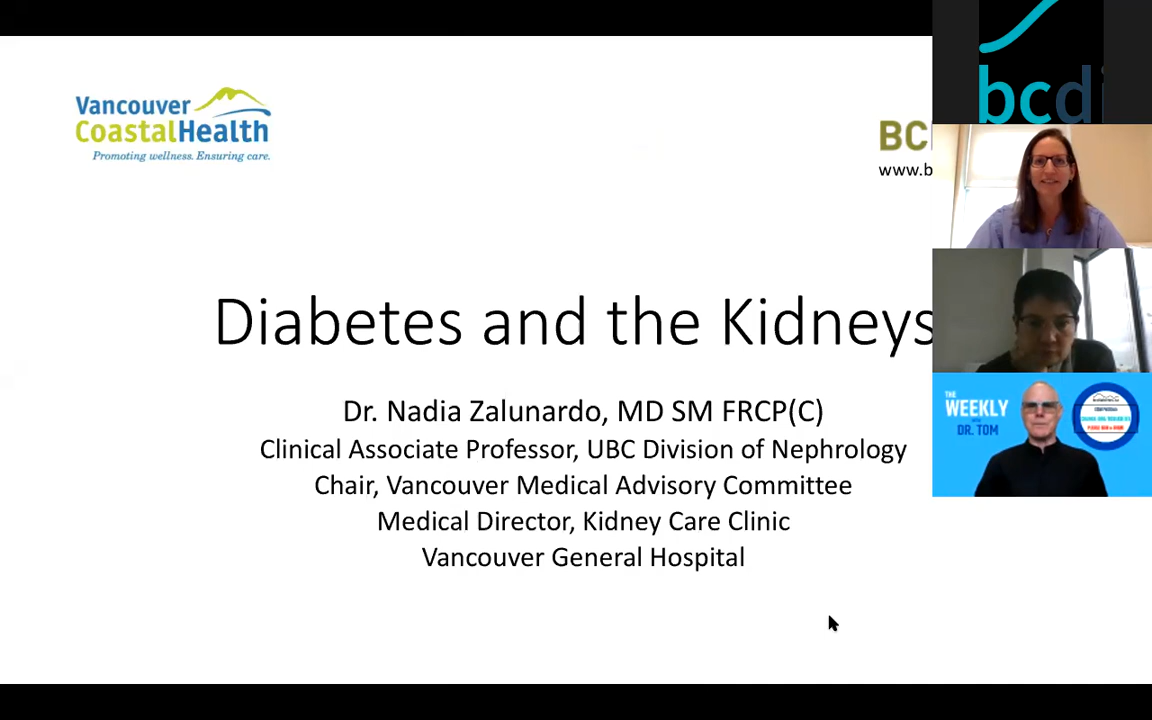 Vancouver
CoastalHealth
Promoting wellness. Ensuring care.
BC
www.b
bcdi
Diabetes and the Kidneys
Dr. Nadia Zalunardo, MD SM FRCP(C)
Clinical Associate Professor, UBC Division of Nephrology
Chair, Vancouver Medical Advisory Committee
Medical Director, Kidney Care Clinic
Vancouver General Hospital
THE
WEEKLY
DR. TOM